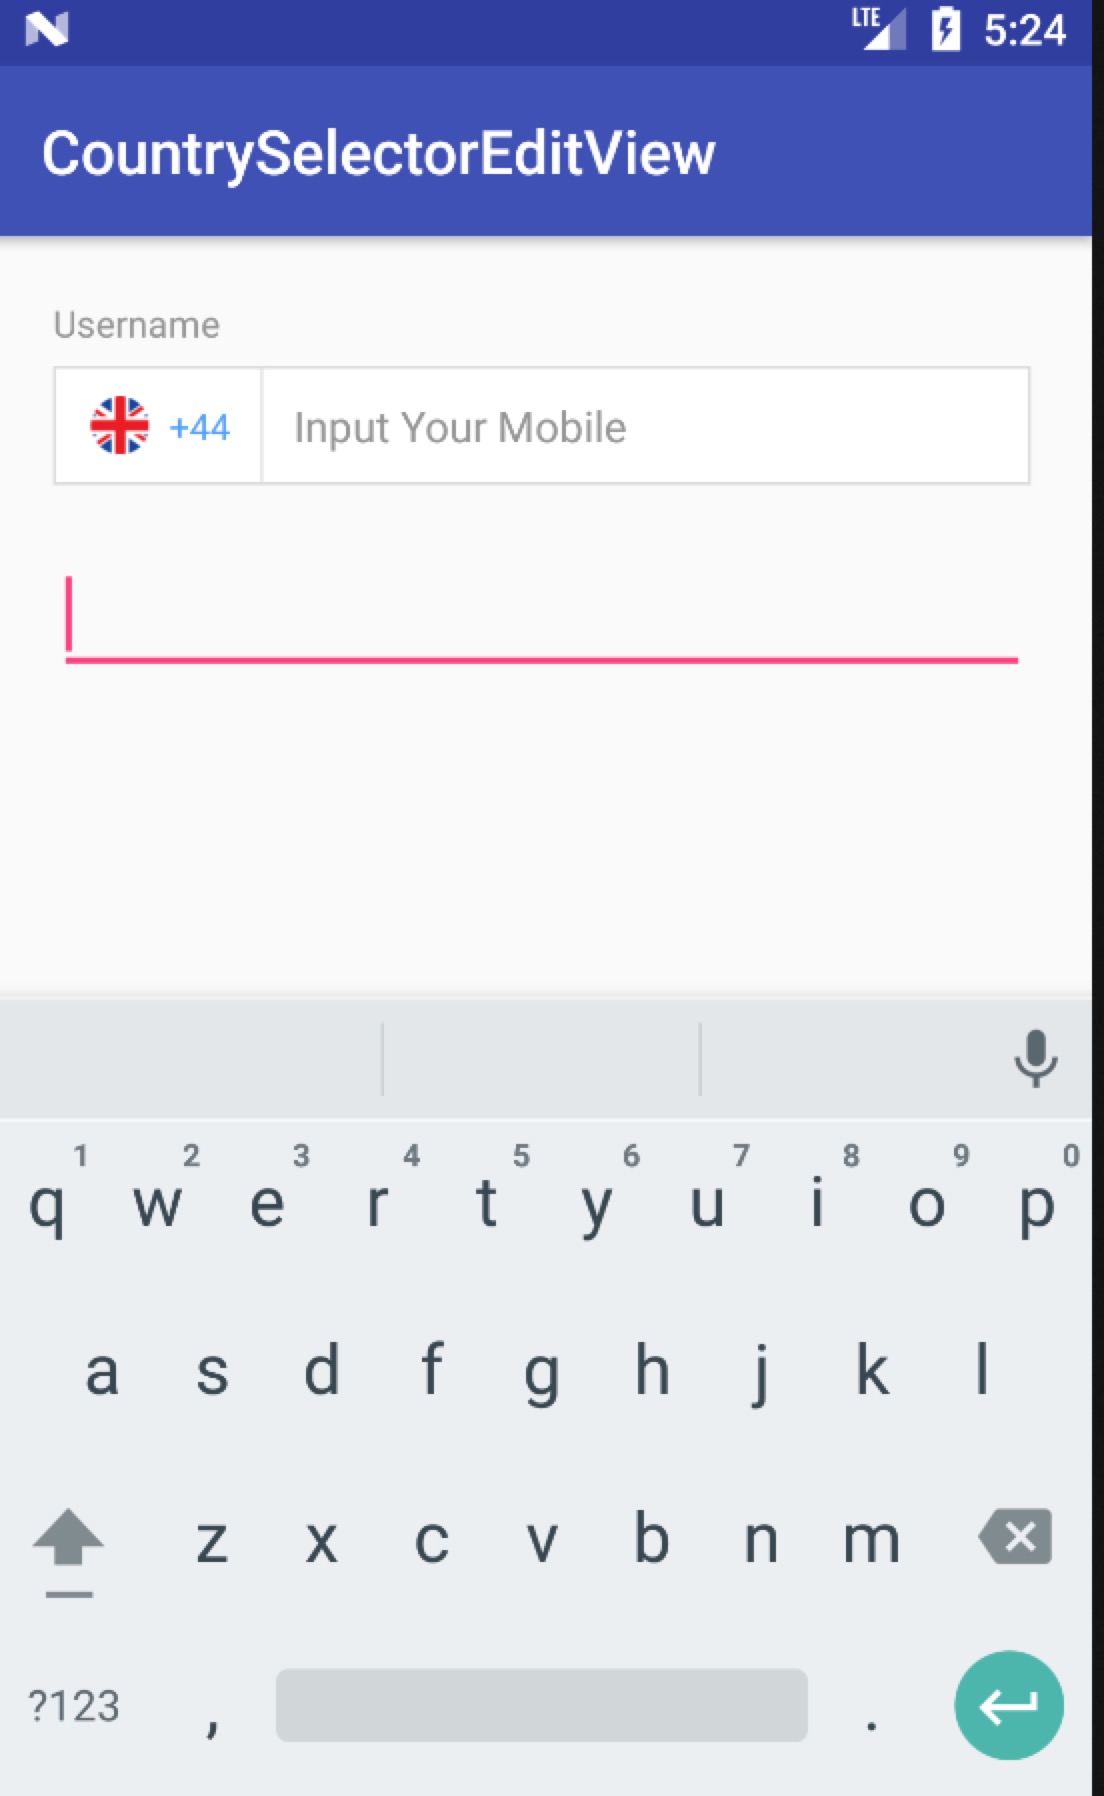 LTE 5:24
CountrySelectorEditView
Username
+44 Input Your Mobile
1 2 3 4 5 6 7 8 9 0
q w e r t y u i o p
a s d f g h j k l
z x c v b n m
?123 , .